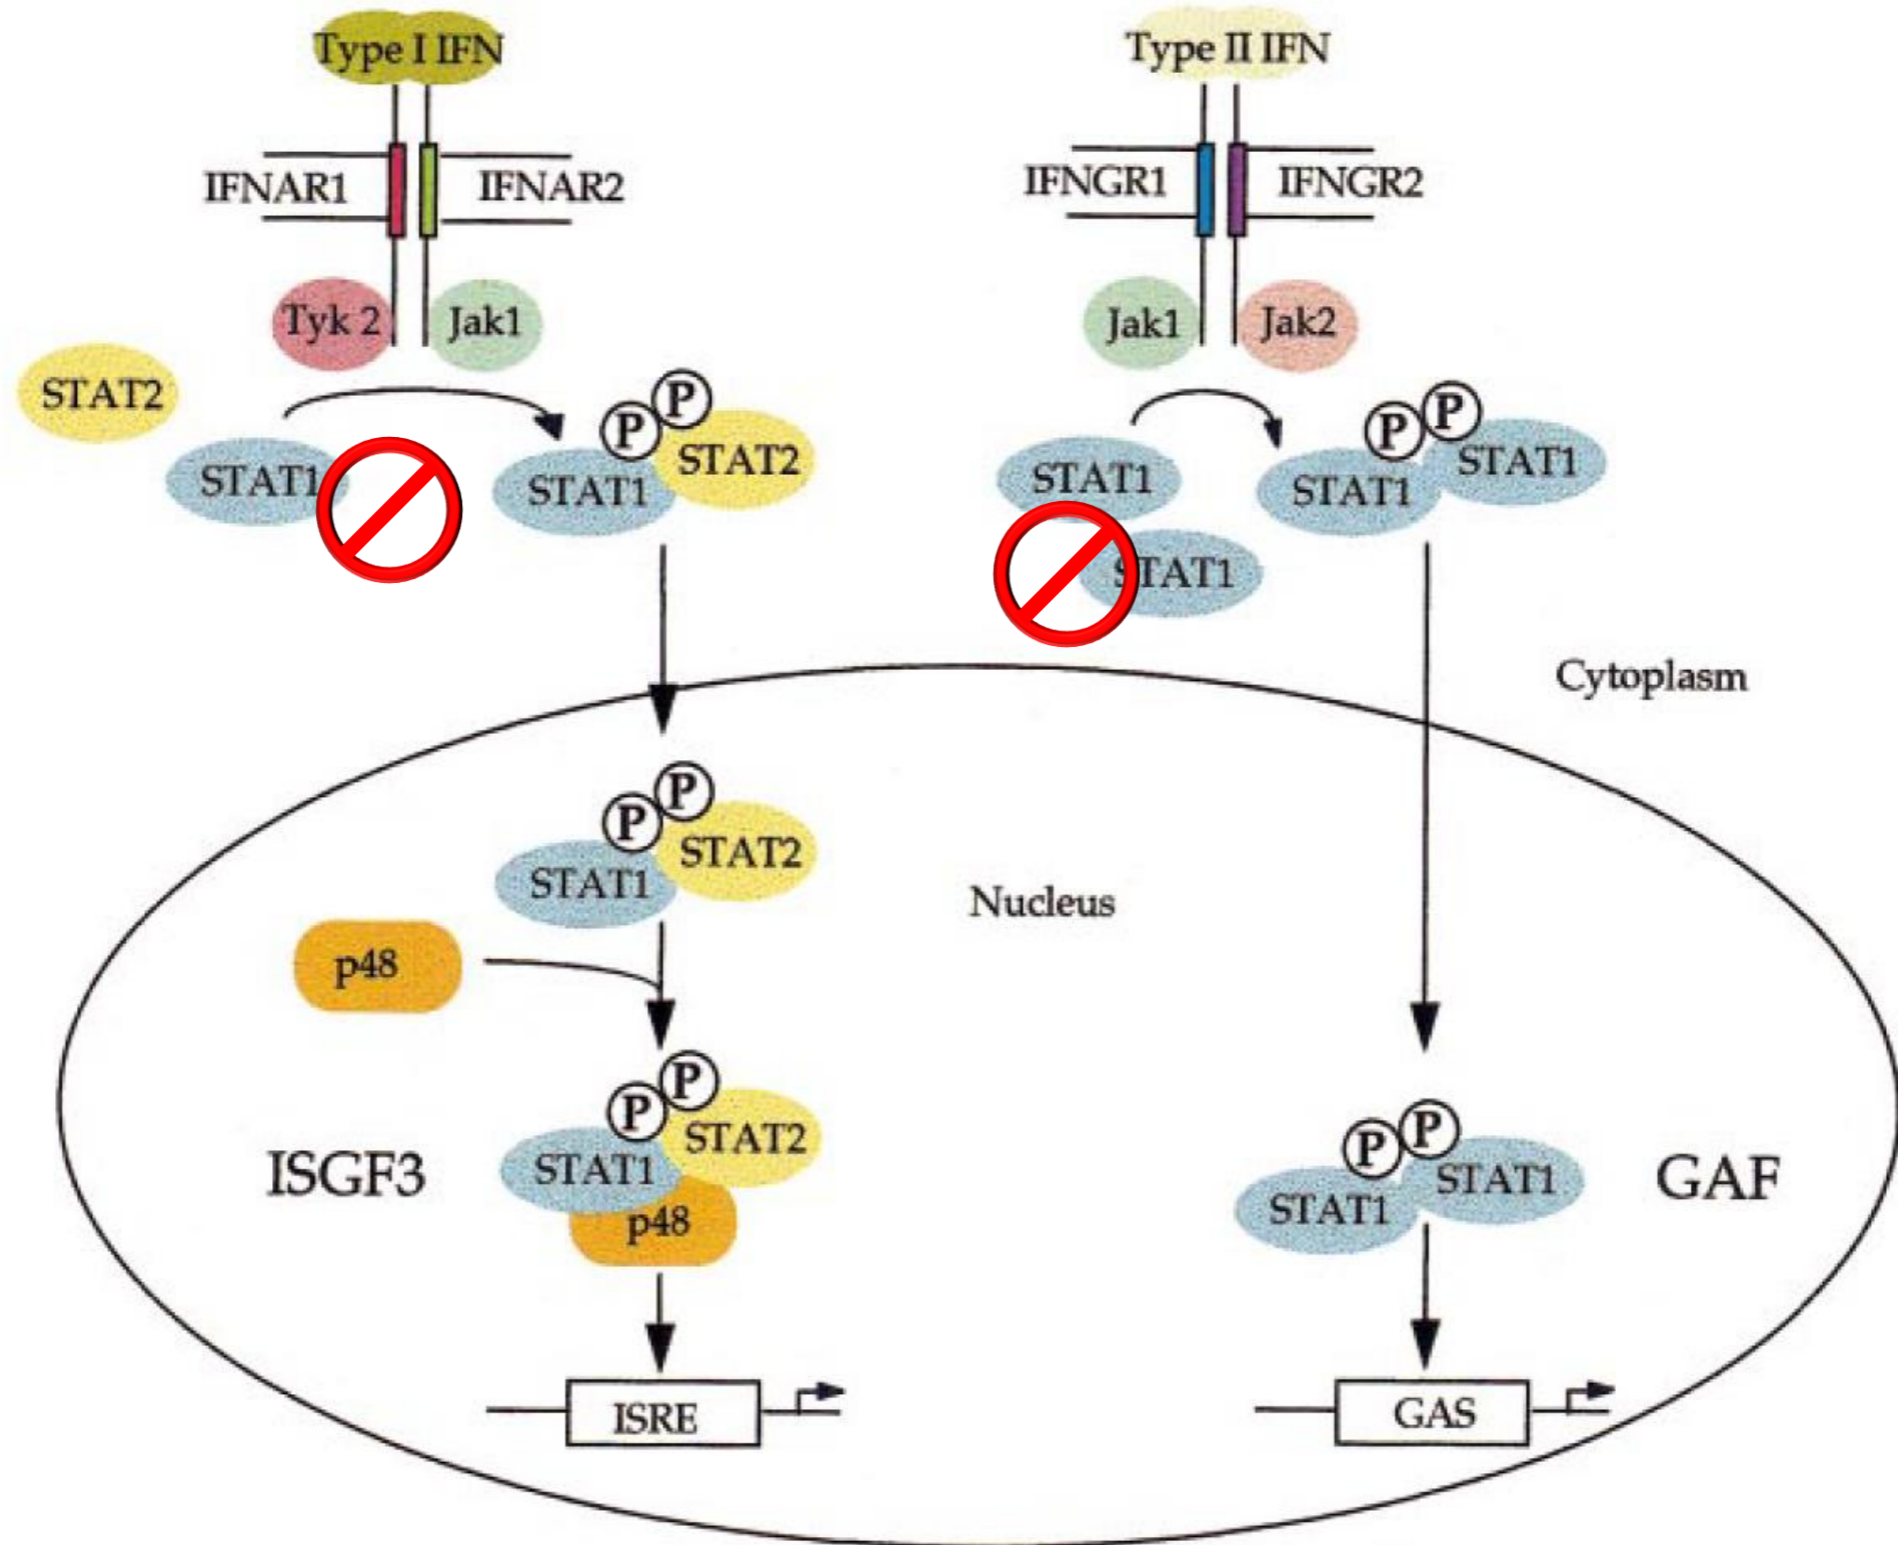 Type I IFN
Type II IFN
IFNAR1
IFNAR2
IFNGR1
IFNGR2
Tyk 2
Jak1
Jak1
Jak2
STAT2
STAT1
P
P
STAT1
STAT2
STAT1
STAT1
P
P
STAT1
STAT1
Cytoplasm
P
P
STAT1
STAT2
Nucleus
p48
P
P
STAT1
STAT2
p48
ISGF3
P
P
STAT1
STAT1
GAF
ISRE
GAS